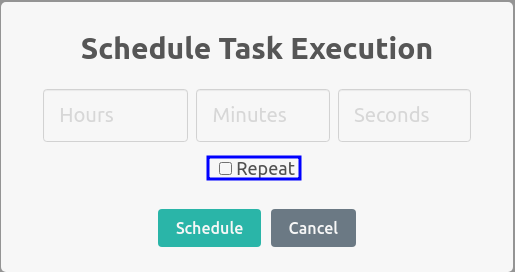 Schedule Task Execution
Hours Minutes Seconds
Repeat
Schedule Cancel